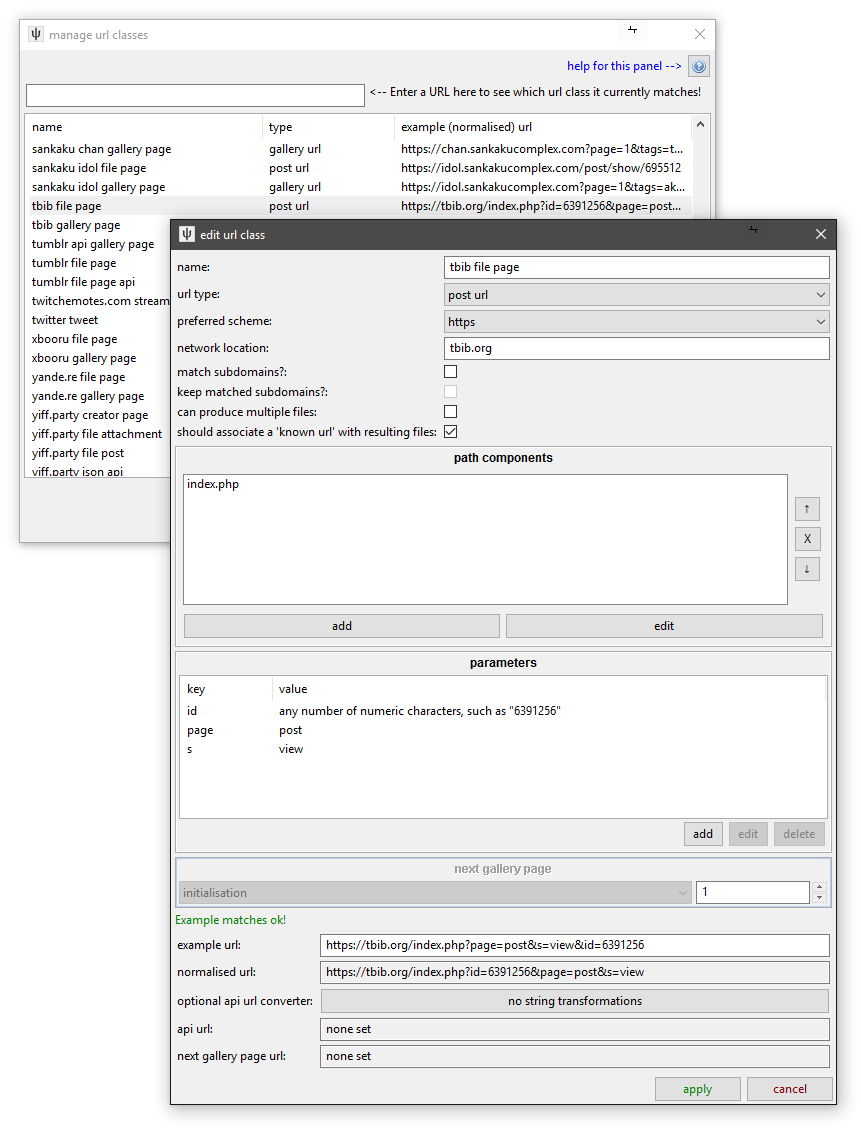 manage url classes
help for this panel -->
<-- Enter a URL here to see which url class it currently matches!
name type example (normalised) url
sankaku chan gallery page gallery url https://chan.sankakucomplex.com?page=1&tags=t...
sankaku idol file page post url https://idol.sankakucomplex.com/post/show/695512
sankaku idol gallery page gallery url https://idol.sankakucomplex.com?page=1&tags=ak...
tbib file page post url https://tbib.org/index.php?id=6391256&page=post...
tbib gallery page
tumblr api gallery page
tumblr file page
tumblr file page api
twitchemotes.com stream
twitter tweet
xbooru file page
xbooru gallery page
yande.re file page
yande.re gallery page
yiff.party creator page
yiff.party file attachment
yiff.party file post
yiff.party json api
edit url class
name: tbib file page
url type: post url
preferred scheme: https
network location: tbib.org
match subdomains?:
keep matched subdomains?:
can produce multiple files:
should associate a 'known url' with resulting files:
path components
index.php
↑
X
↓
add edit
parameters
key value
id any number of numeric characters, such as "6391256"
page post
s view
add edit delete
next gallery page
initialisation 1
Example matches ok!
example url: https://tbib.org/index.php?page=post&s=view&id=6391256
normalised url: https://tbib.org/index.php?id=6391256&page=post&s=view
optional api url converter: no string transformations
api url: none set
next gallery page url: none set
apply cancel